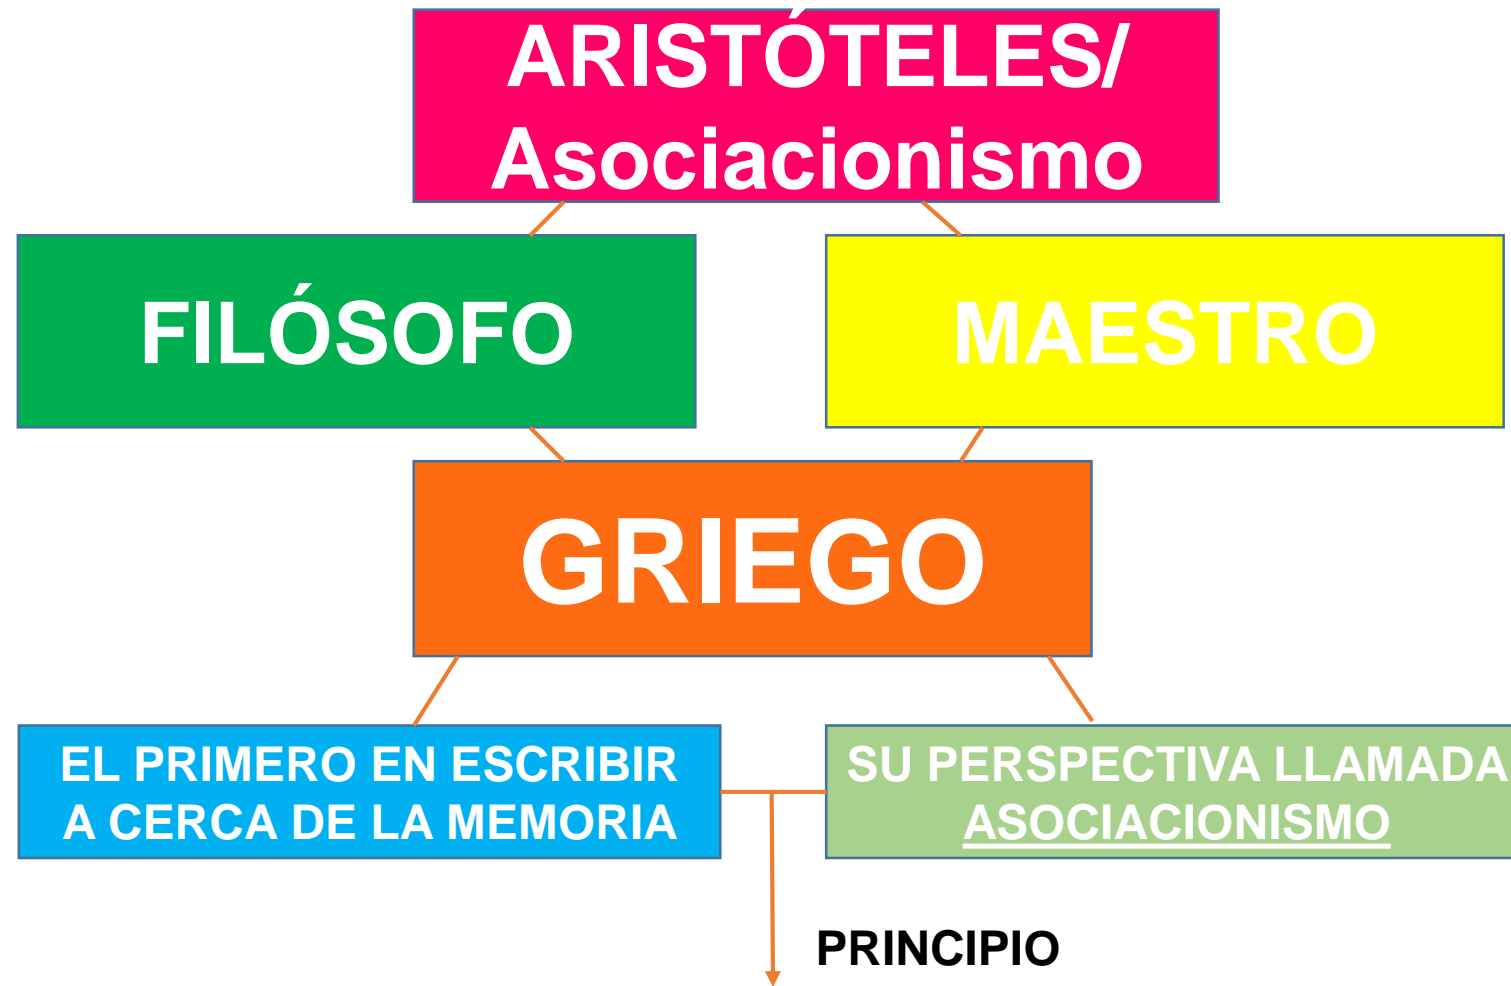 ARISTÓTELES/
Asociacionismo
FILÓSOFO
MAESTRO
GRIEGO
EL PRIMERO EN ESCRIBIR
A CERCA DE LA MEMORIA
SU PERSPECTIVA LLAMADA
ASOCIACIONISMO
PRINCIPIO